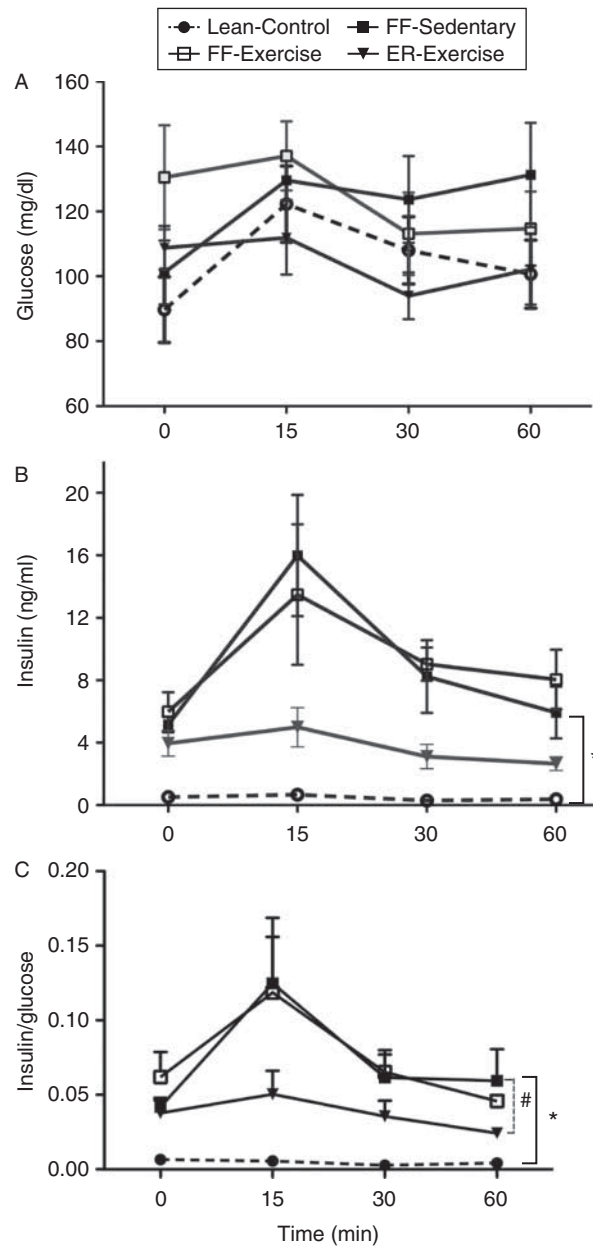 Lean-Control FF-Sedentary
FF-Exercise ER-Exercise
A
160
140
120
100
80
60
Glucose (mg/dl)
0 15 30 60
B
20
16
12
8
4
0
Insulin (ng/ml)
*
0 15 30 60
C
0.20
0.15
0.10
0.05
0.00
Insulin/glucose
# *
0 15 30 60
Time (min)